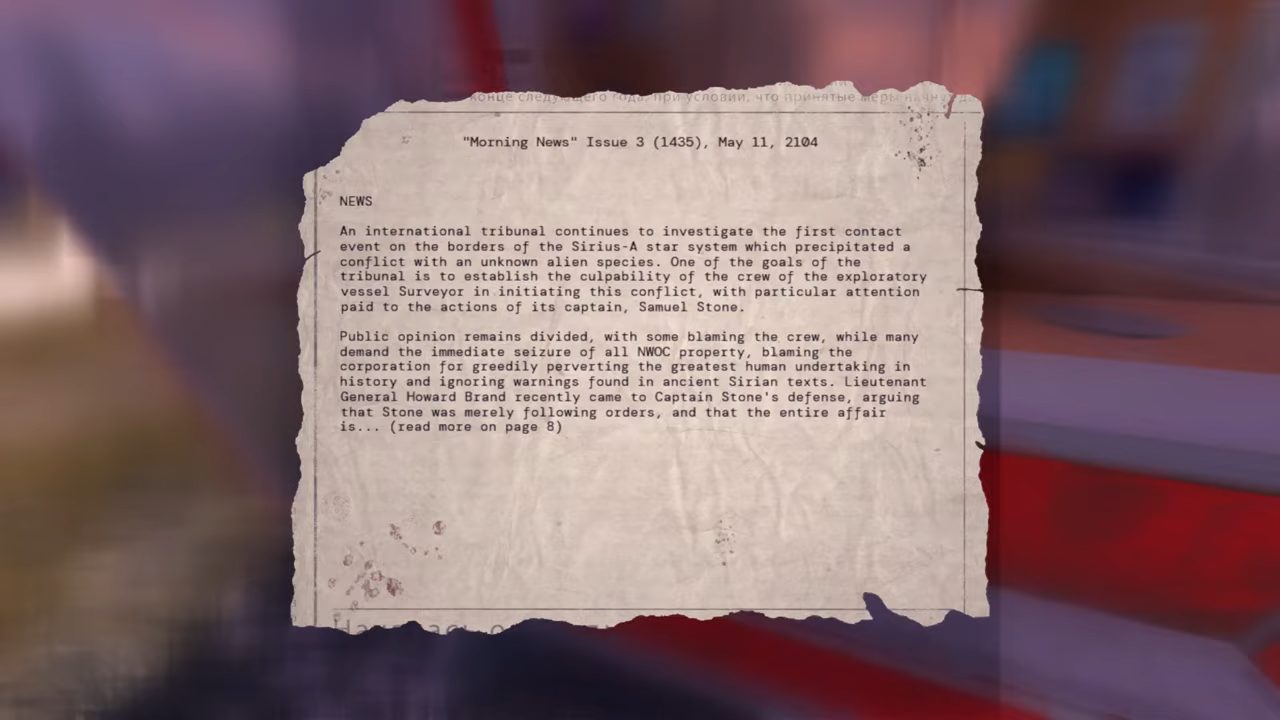 конце следующего года, при условии, что принятые меры
"Morning News" Issue 3 (1435), May 11, 2104
NEWS
An international tribunal continues to investigate the first contact
event on the borders of the Sirius-A star system which precipitated a
conflict with an unknown alien species. One of the goals of the
tribunal is to establish the culpability of the crew of the exploratory
vessel Surveyor in initiating this conflict, with particular attention
paid to the actions of its captain, Samuel Stone.
Public opinion remains divided, with some blaming the crew, while many
demand the immediate seizure of all NWOC property, blaming the
corporation for greedily perverting the greatest human undertaking in
history and ignoring warnings found in ancient Sirian texts. Lieutenant
General Howard Brand recently came to Captain Stone's defense, arguing
that Stone was merely following orders, and that the entire affair
is... (read more on page 8)